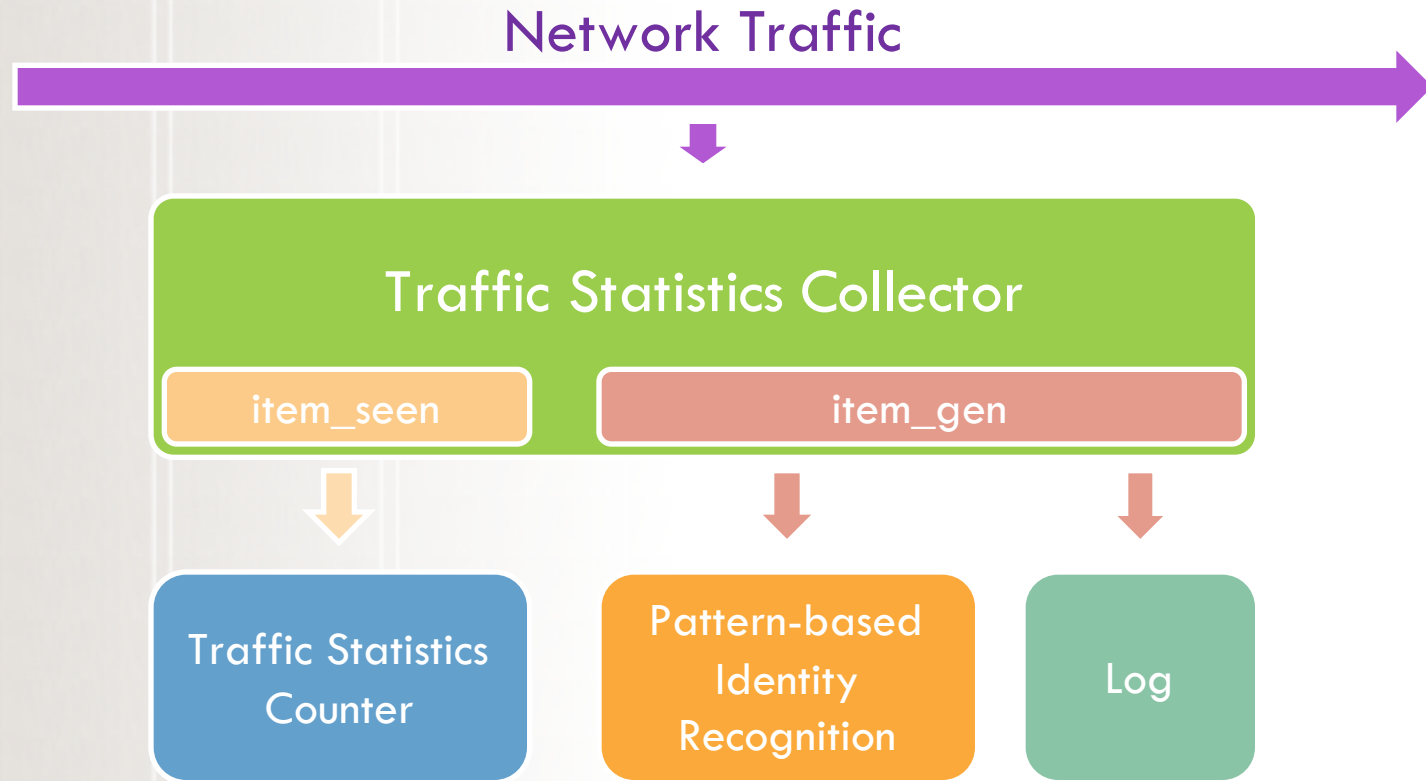 Network Traffic
Traffic Statistics Collector
item_seen
item_gen
Traffic Statistics
Counter
Pattern-based
Identity
Recognition
Log